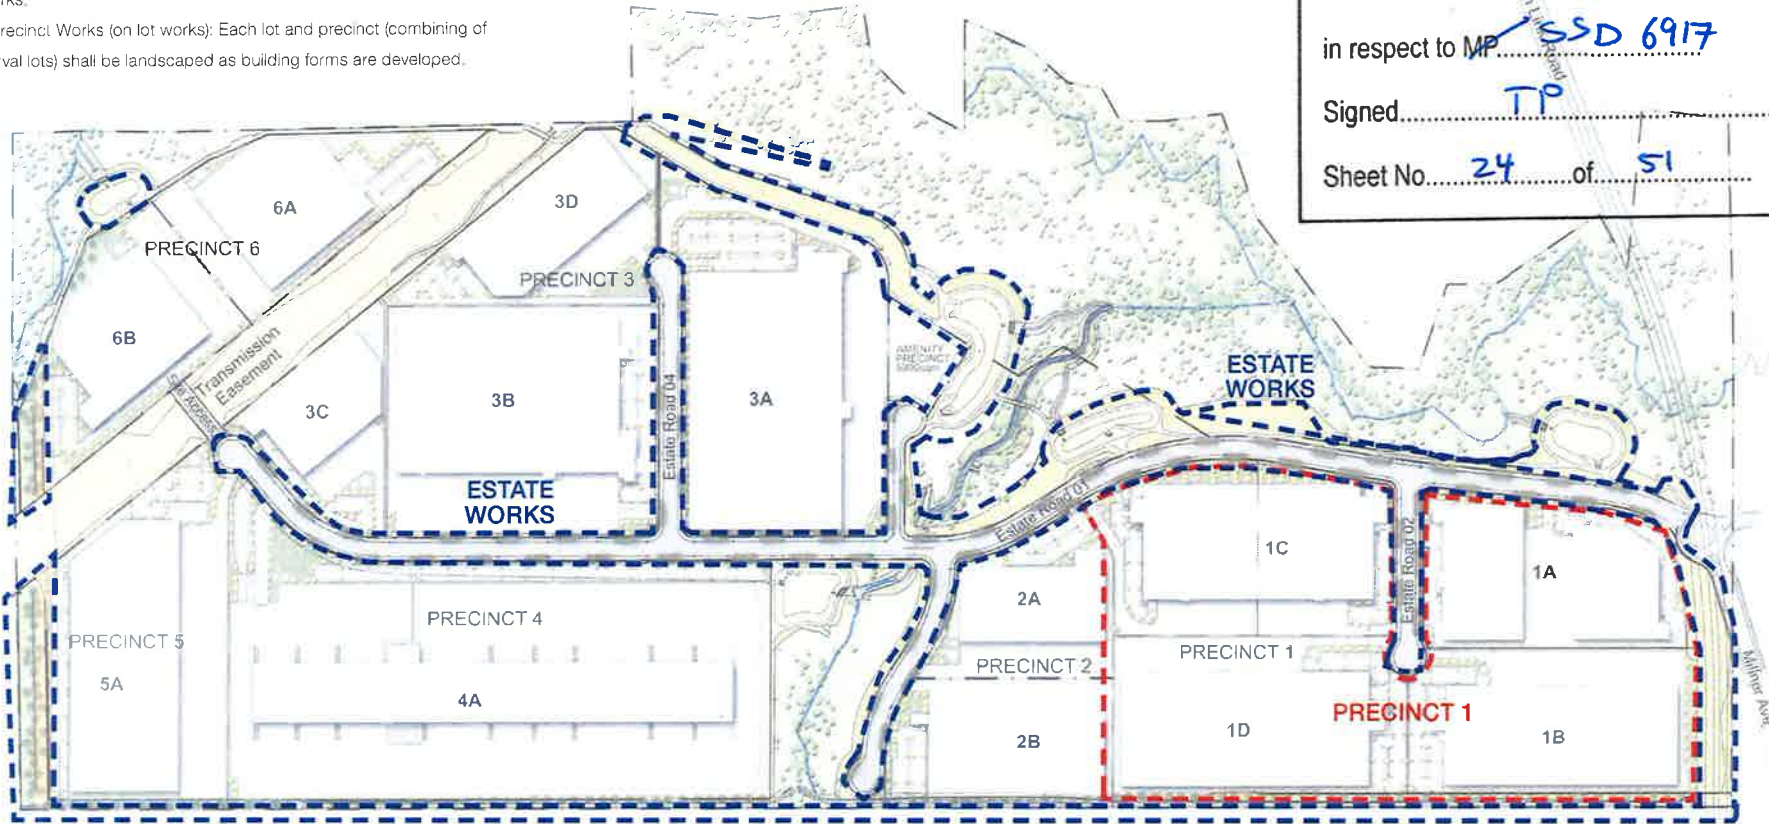 recinct Works (on lot works): Each lot and precinct (combining of
val lots) shall be landscaped as building forms are developed.
in respect to MP SSD 6917
Signed TP
Sheet No. 24 of 51
6A
3D
PRECINCT 6
PRECINCT 3
6B
Transmission
Easement
Site Access
3C
3B
Estate Road 04
3A
AMENITY
PRECINCT
ESTATE
WORKS
ESTATE
WORKS
Estate Road 01
Estate Road 02
1C
1A
2A
PRECINCT 4
PRECINCT 5
5A
4A
PRECINCT 2
PRECINCT 1
2B
1D
PRECINCT 1
1B
Milner Ave